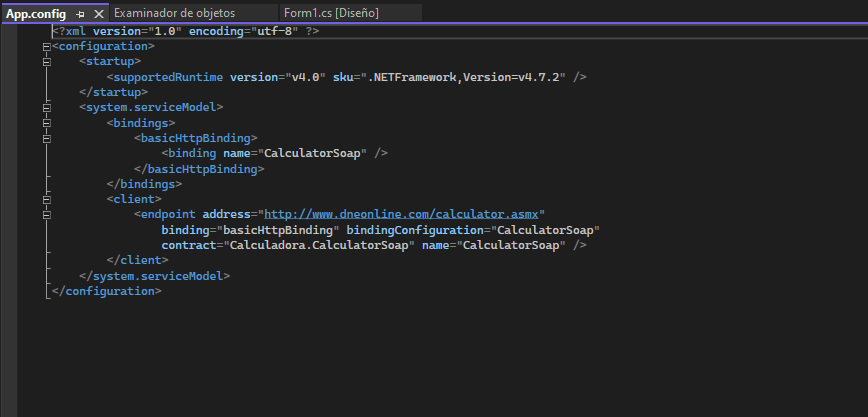 App.config Examinador de objetos Form1.cs [Diseño]
<?xml version="1.0" encoding="utf-8" ?>
<configuration>
<startup>
<supportedRuntime version="v4.0" sku=".NETFramework,Version=v4.7.2" />
</startup>
<system.serviceModel>
<bindings>
<basicHttpBinding>
<binding name="CalculatorSoap" />
</basicHttpBinding>
</bindings>
<client>
<endpoint address="http://www.dneonline.com/calculator.asmx"
binding="basicHttpBinding" bindingConfiguration="CalculatorSoap"
contract="Calculadora.CalculatorSoap" name="CalculatorSoap" />
</client>
</system.serviceModel>
</configuration>